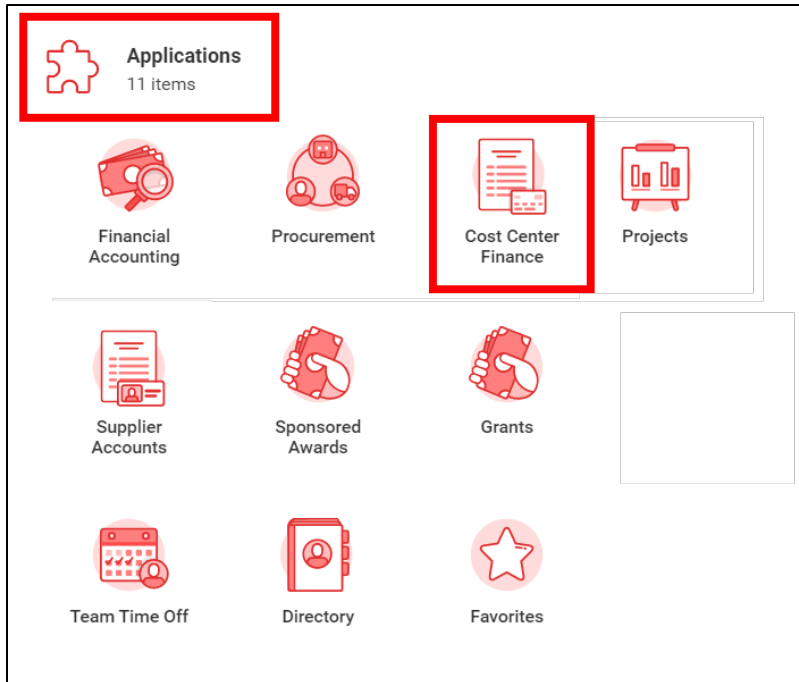 Applications
11 items
Financial
Accounting
Procurement
Cost Center
Finance
Projects
Supplier
Accounts
Sponsored
Awards
Grants
Team Time Off
Directory
Favorites